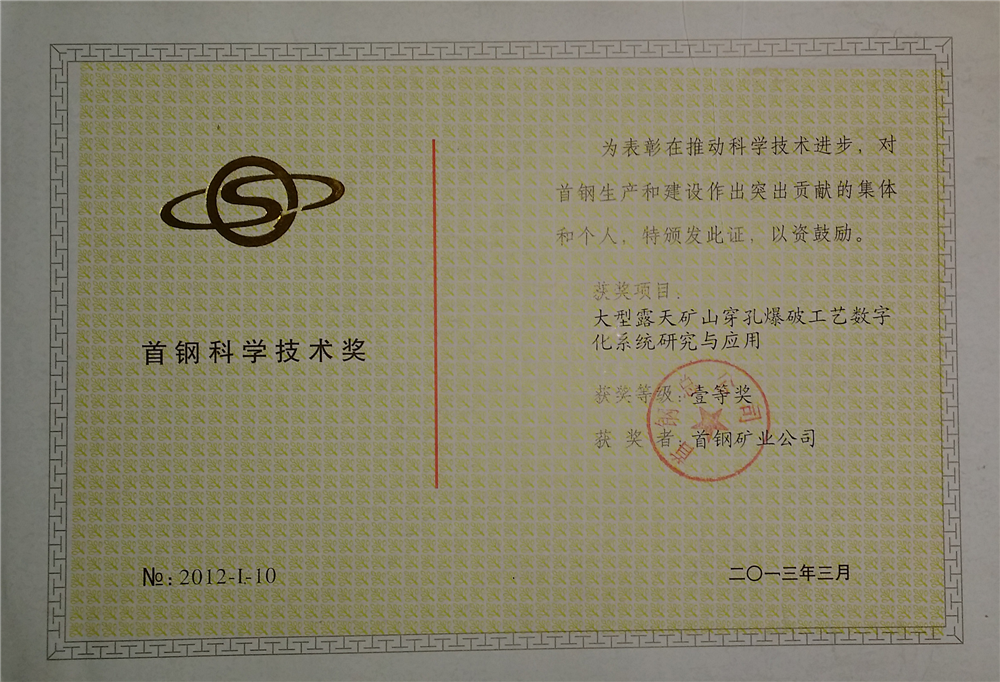 首钢科学技术奖
№: 2012-I-10
为表彰在推动科学技术进步，对
首钢生产和建设作出突出贡献的集体
和个人，特颁发此证，以资鼓励。
获奖项目：
大型露天矿山穿孔爆破工艺数字
化系统研究与应用
获奖等级：壹等奖
获奖者：首钢矿业公司
首钢总公司
二〇一三年三月